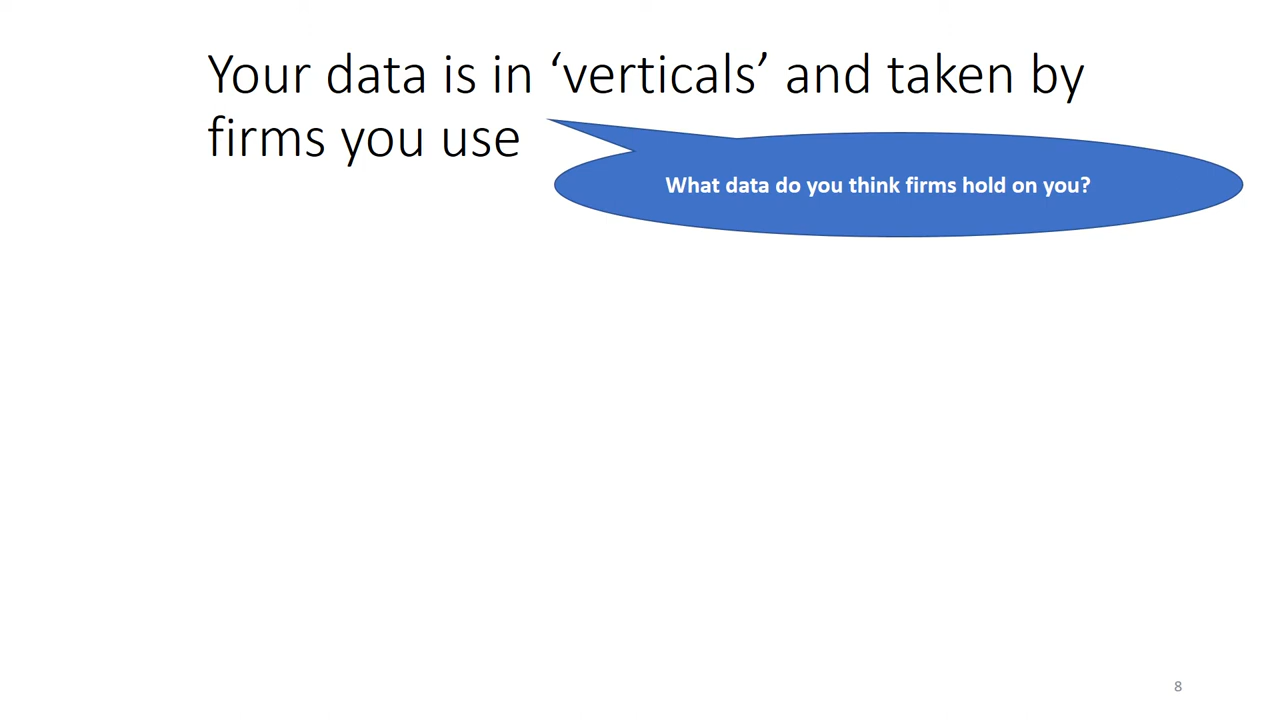 Your data is in ‘verticals’ and taken by
firms you use
What data do you think firms hold on you?
8